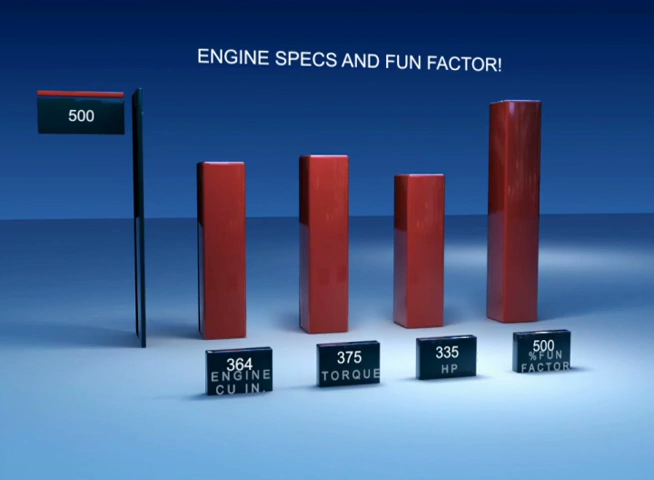 ENGINE SPECS AND FUN FACTOR!
500
364
ENGINE
CU IN.
375
TORQUE
335
HP
500
%FUN
FACTOR